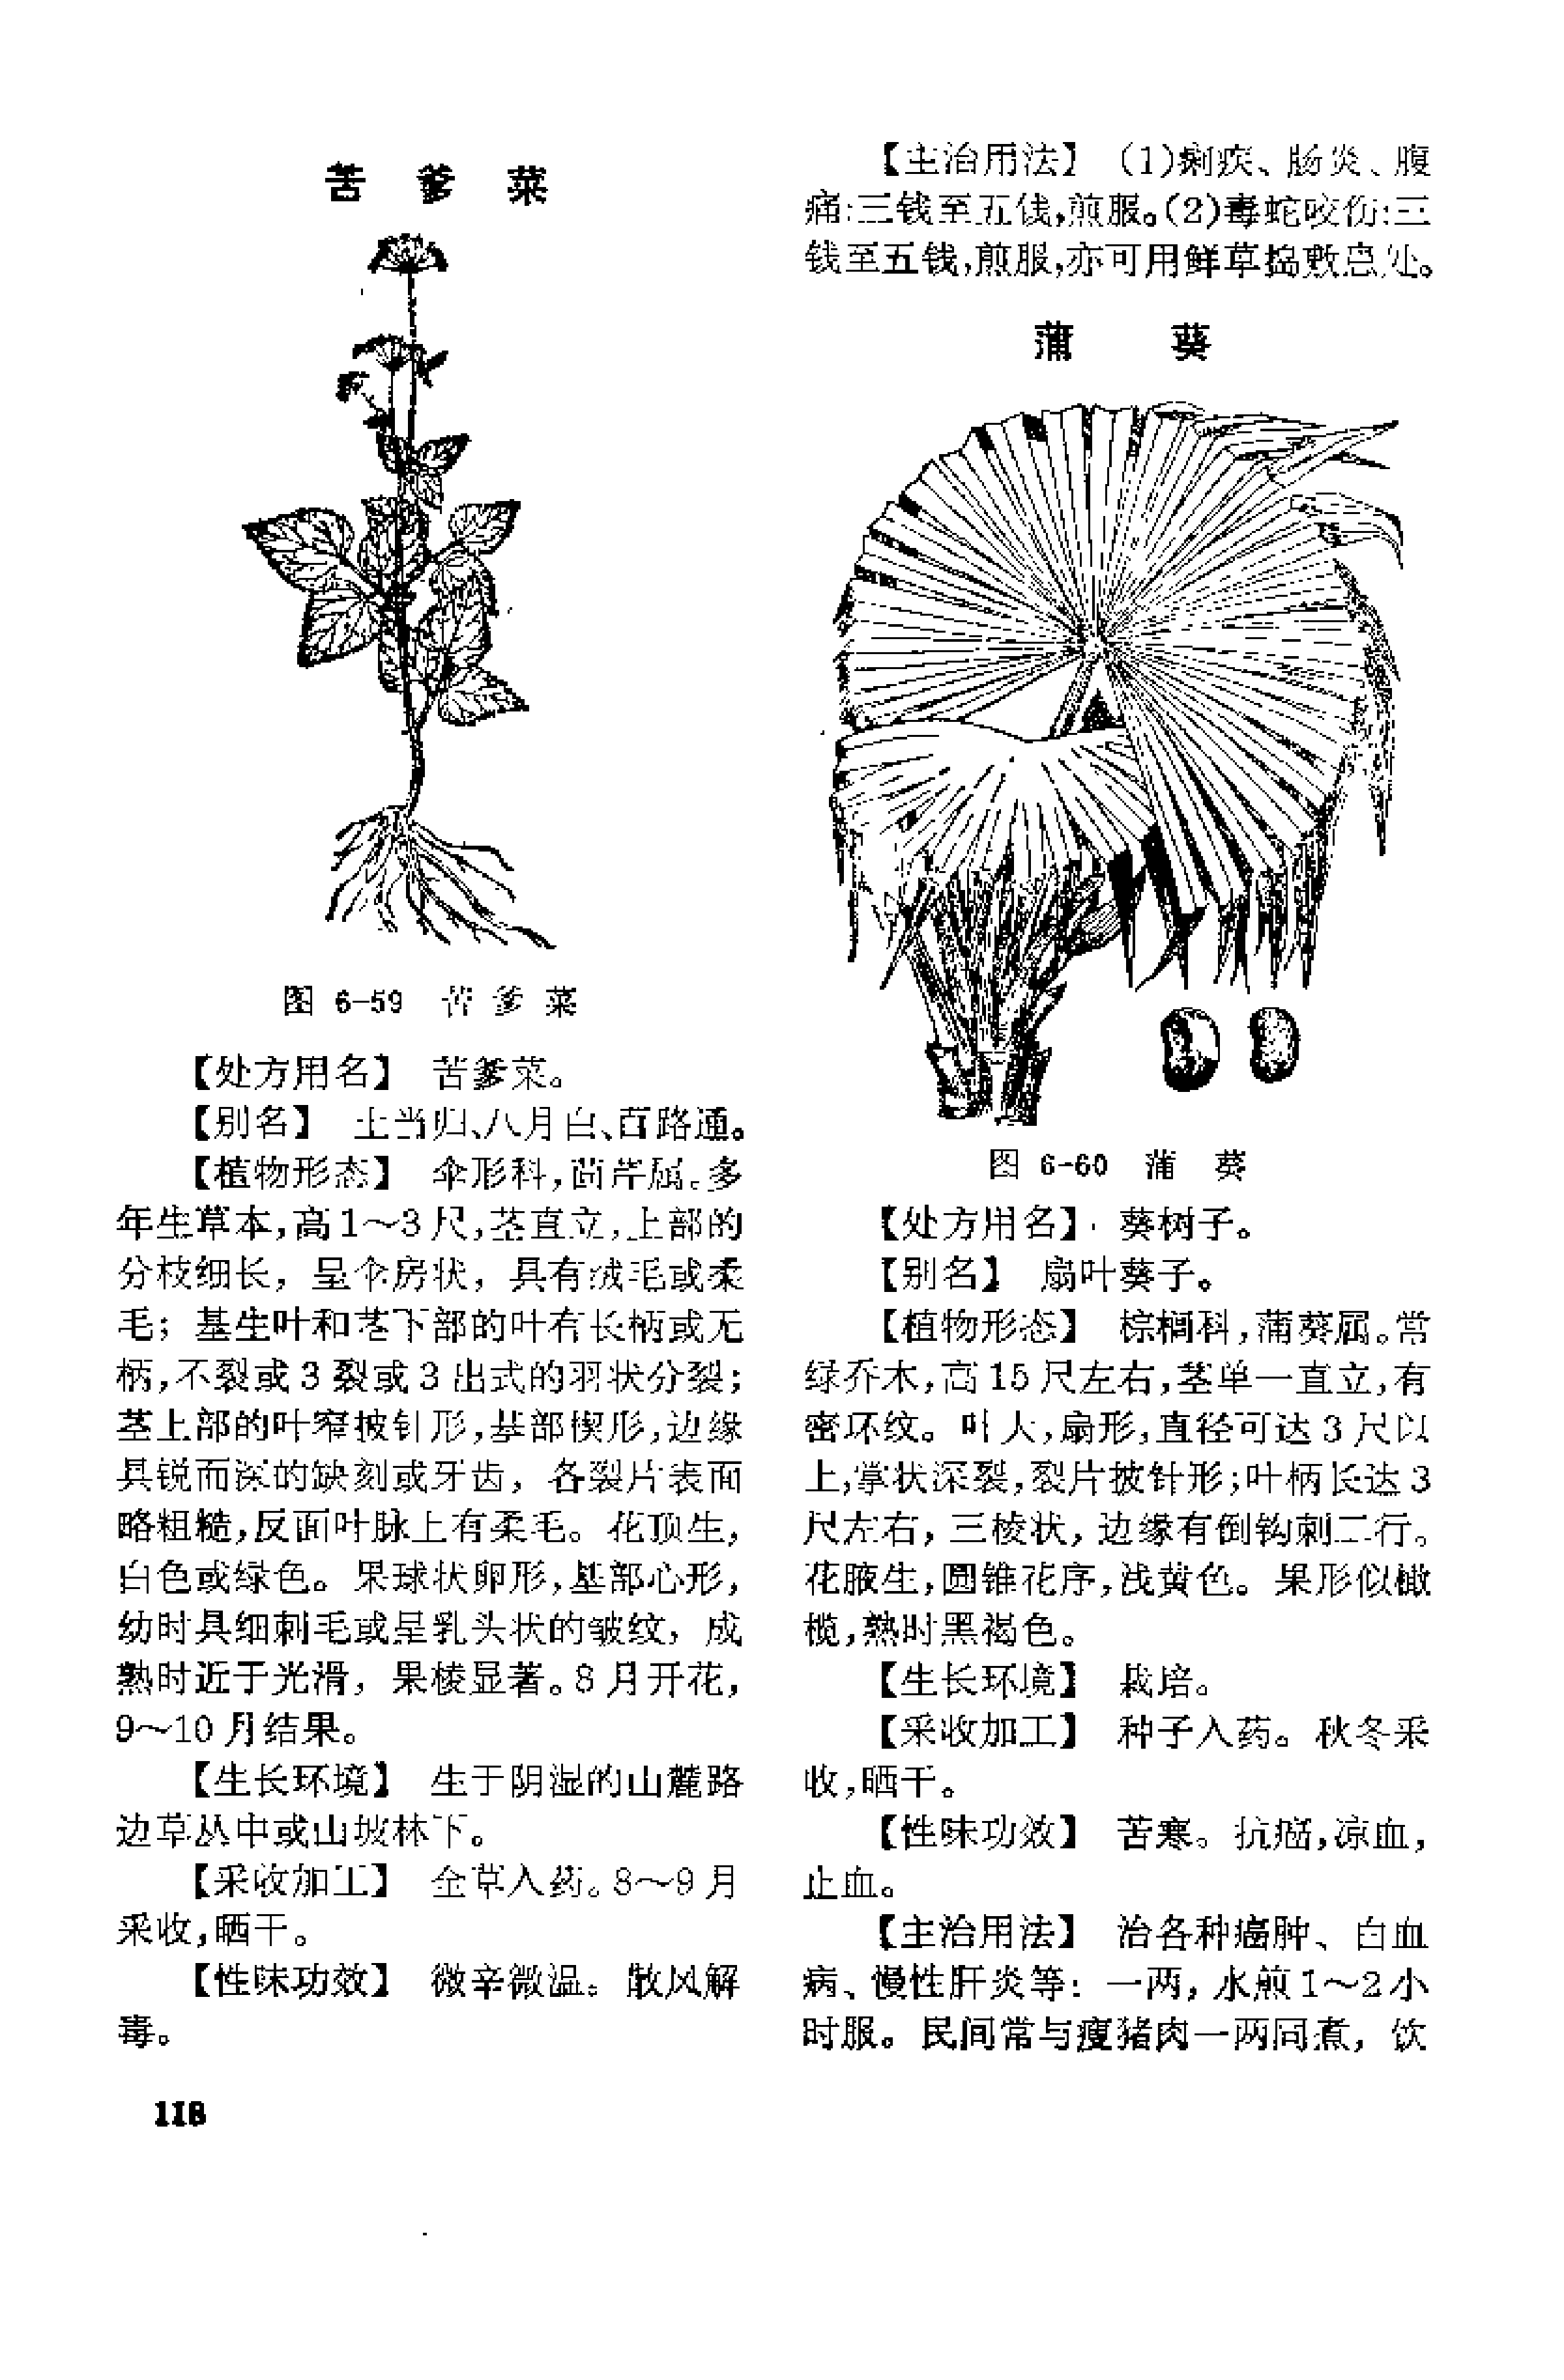 苦爹菜
图 6-59 苦爹菜
【处方用名】 苦爹菜。
【别名】 土当归、八月白、百路通。
【植物形态】 伞形科,茴芹属。多
年生草本,高1～3尺,茎直立,上部的
分枝细长，呈伞房状，具有绒毛或柔
毛；基生叶和茎下部的叶有长柄或无
柄,不裂或3裂或3出式的羽状分裂；
茎上部的叶窄披针形,基部楔形,边缘
具锐而深的缺刻或牙齿，各裂片表面
略粗糙,反面叶脉上有柔毛。花顶生，
白色或绿色。果球状卵形,基部心形，
幼时具细刺毛或呈乳头状的皱纹，成
熟时近于光滑，果棱显著。8月开花，
9～10月结果。
【生长环境】 生于阴湿的山麓路
边草丛中或山坡林下。
【采收加工】 全草入药。8～9月
采收,晒干。
【性味功效】 微辛微温。散风解
毒。
【主治用法】 (1)痢疾、肠炎、腹
痛:三钱至五钱,煎服。(2)毒蛇咬伤:三
钱至五钱,煎服,亦可用鲜草捣敷患处。
蒲葵
图 6-60 蒲葵
【处方用名】 葵树子。
【别名】 扇叶葵子。
【植物形态】 棕榈科,蒲葵属。常
绿乔木,高15尺左右,茎单一直立,有
密环纹。叶大,扇形,直径可达3尺以
上,掌状深裂,裂片披针形;叶柄长达3
尺左右，三棱状，边缘有倒钩刺二行。
花腋生,圆锥花序,浅黄色。果形似橄
榄,熟时黑褐色。
【生长环境】 栽培。
【采收加工】 种子入药。秋冬采
收,晒干。
【性味功效】 苦寒。抗癌,凉血,
止血。
【主治用法】 治各种癌肿、白血
病、慢性肝炎等：一两，水煎1～2小
时服。民间常与瘦猪肉一两同煮，饮
118